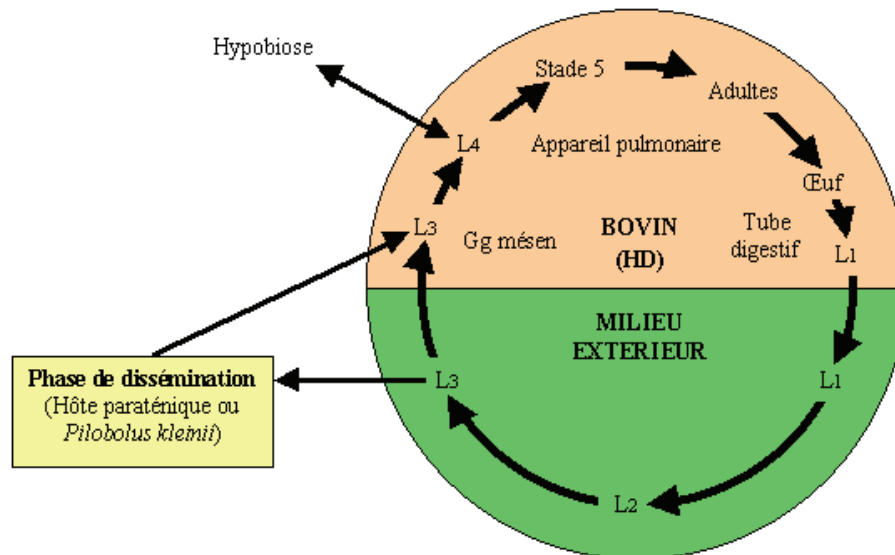 Hypobiose
Stade 5
Adultes
L4
Appareil pulmonaire
Œuf
L3
Gg mésen
BOVIN
(HD)
Tube
digestif
L1
MILIEU
EXTERIEUR
Phase de dissémination
(Hôte paraténique ou
Pilobolus kleinii)
L3
L1
L2